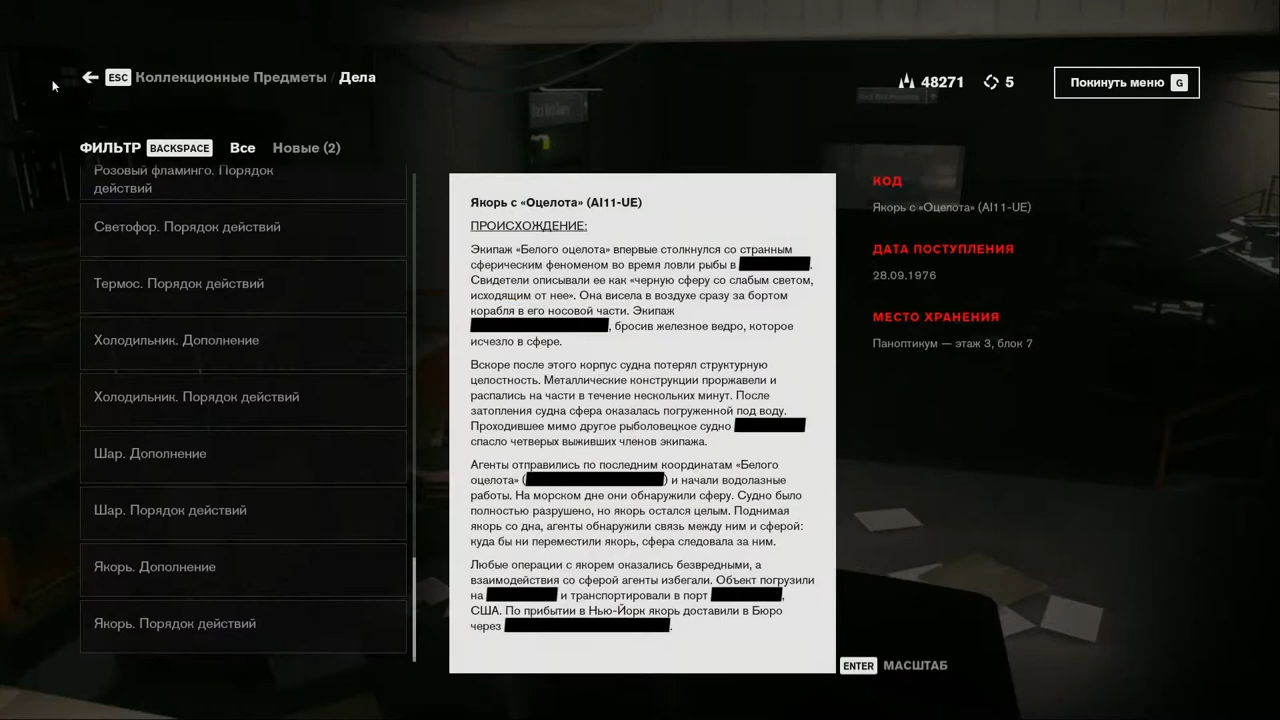 ESC Коллекционные Предметы / Дела
48271 5
Покинуть меню G
ФИЛЬТР BACKSPACE Все Новые (2)
Розовый фламинго. Порядок
действий
Светофор. Порядок действий
Термос. Порядок действий
Холодильник. Дополнение
Холодильник. Порядок действий
Шар. Дополнение
Шар. Порядок действий
Якорь. Дополнение
Якорь. Порядок действий
Якорь с «Оцелота» (AI11-UE)
ПРОИСХОЖДЕНИЕ:
Экипаж «Белого оцелота» впервые столкнулся со странным
сферическим феноменом во время ловли рыбы в .
Свидетели описывали ее как «черную сферу со слабым светом,
исходящим от нее». Она висела в воздухе сразу за бортом
корабля в его носовой части. Экипаж
, бросив железное ведро, которое
исчезло в сфере.
Вскоре после этого корпус судна потерял структурную
целостность. Металлические конструкции проржавели и
распались на части в течение нескольких минут. После
затопления судна сфера оказалась погруженной под воду.
Проходившее мимо другое рыболовецкое судно
спасло четверых выживших членов экипажа.
Агенты отправились по последним координатам «Белого
оцелота» ( ) и начали водолазные
работы. На морском дне они обнаружили сферу. Судно было
полностью разрушено, но якорь остался целым. Поднимая
якорь со дна, агенты обнаружили связь между ним и сферой:
куда бы ни переместили якорь, сфера следовала за ним.
Любые операции с якорем оказались безвредными, а
взаимодействия со сферой агенты избегали. Объект погрузили
на и транспортировали в порт ,
США. По прибытии в Нью-Йорк якорь доставили в Бюро
через .
КОД
Якорь с «Оцелота» (AI11-UE)
ДАТА ПОСТУПЛЕНИЯ
28.09.1976
МЕСТО ХРАНЕНИЯ
Паноптикум — этаж 3, блок 7
ENTER МАСШТАБ